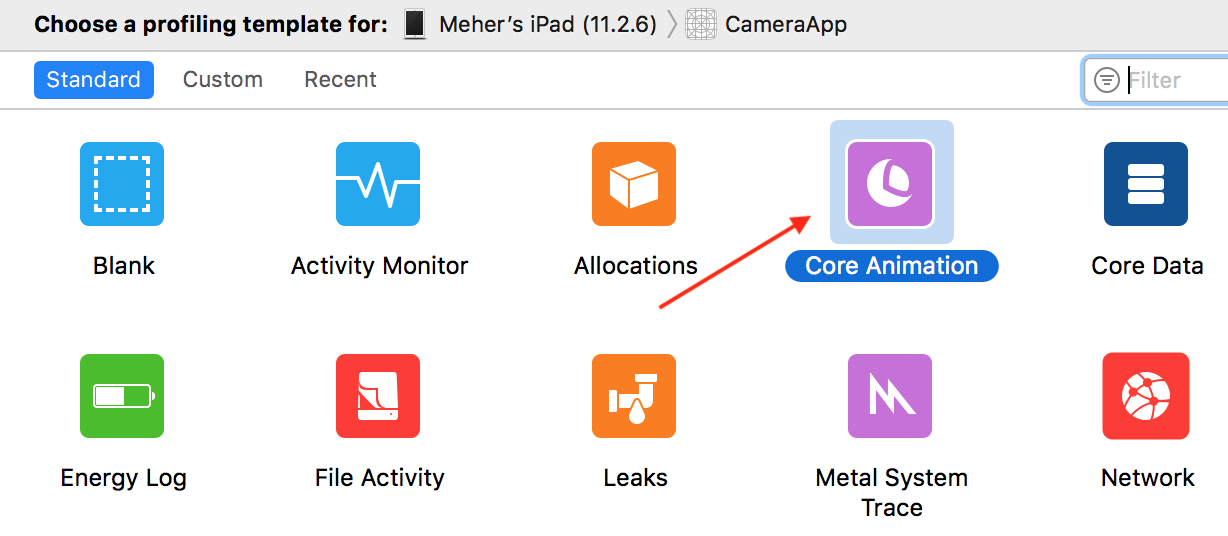 Choose a profiling template for: Meher’s iPad (11.2.6) CameraApp
Standard Custom Recent Filter
Blank Activity Monitor Allocations Core Animation Core Data
Energy Log File Activity Leaks Metal System Trace Network